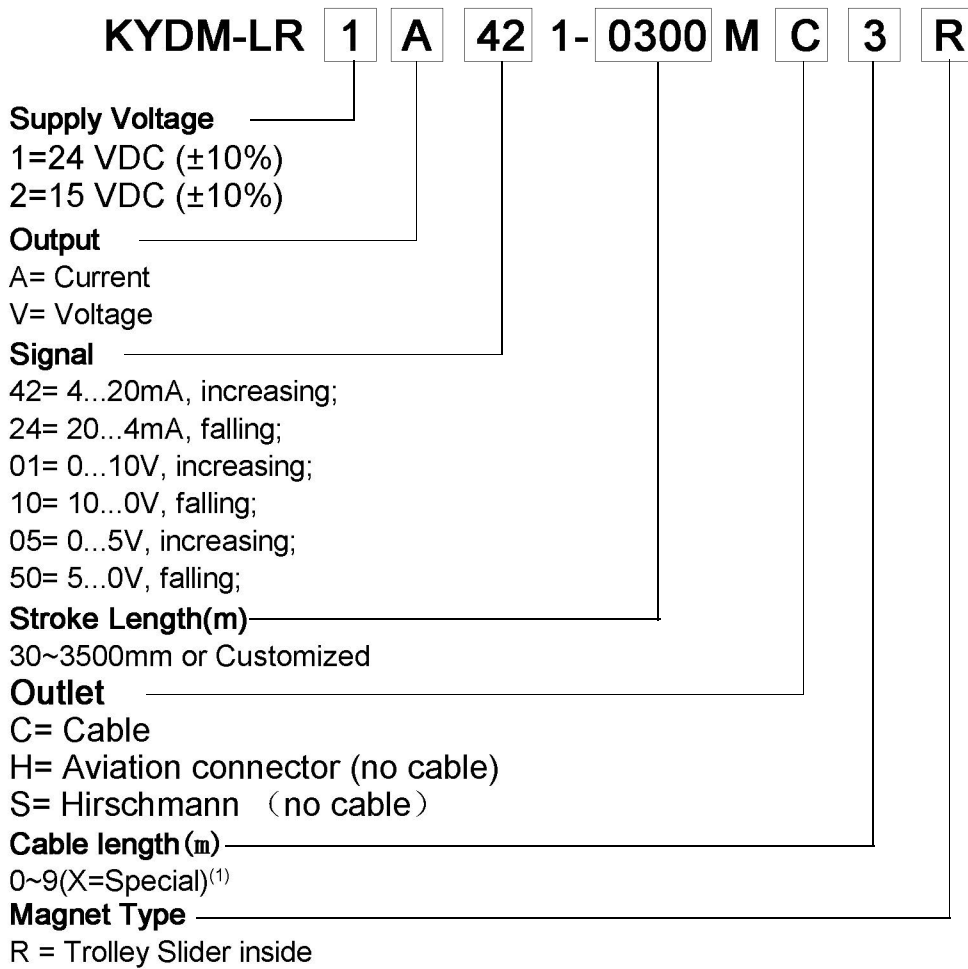 KYDM-LR 1 A 42 1- 0300 M C 3 R
Supply Voltage
1=24 VDC (±10%)
2=15 VDC (±10%)
Output
A= Current
V= Voltage
Signal
42= 4...20mA, increasing;
24= 20...4mA, falling;
01= 0...10V, increasing;
10= 10...0V, falling;
05= 0...5V, increasing;
50= 5...0V, falling;
Stroke Length(m)
30~3500mm or Customized
Outlet
C= Cable
H= Aviation connector (no cable)
S= Hirschmann （no cable）
Cable length(m)
0~9(X=Special)⁽¹⁾
Magnet Type
R = Trolley Slider inside